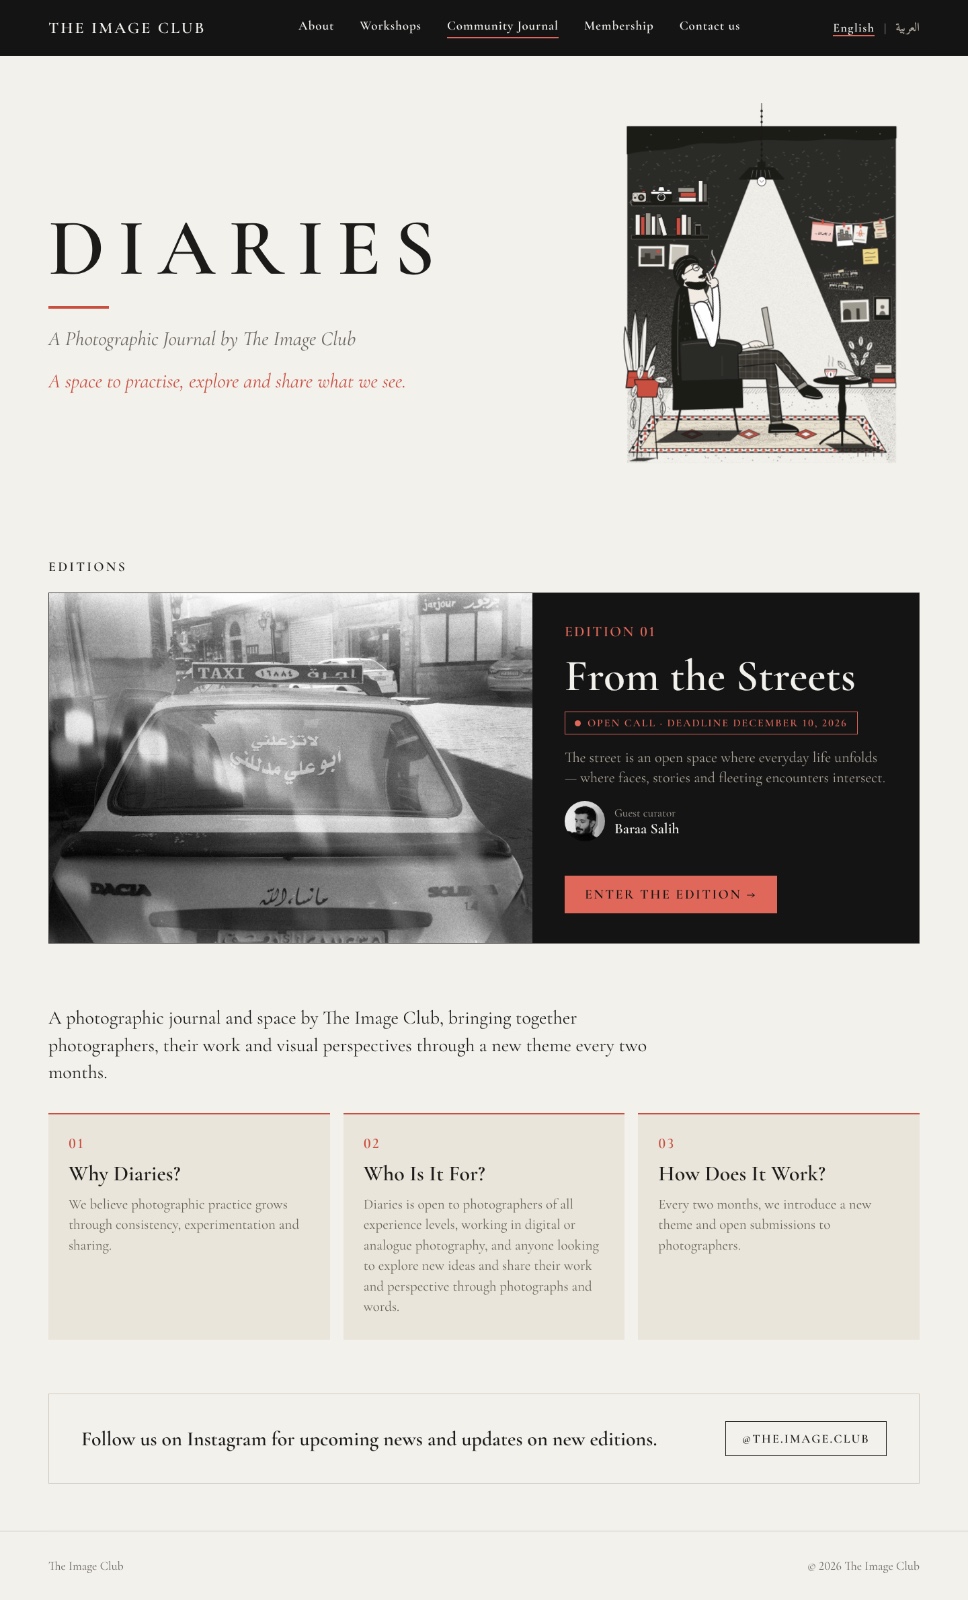 THE IMAGE CLUB
About
Workshops
Community Journal
Membership
Contact us
English | العربية
DIARIES
A Photographic Journal by The Image Club
A space to practise, explore and share what we see.
EDITIONS
jarjour جرجور
TAXI ١٦٨٨٤ اجرة
لاتزعلني
ابو علي مدللني
DACIA
ماشاءالله
1.4
EDITION 01
From the Streets
OPEN CALL · DEADLINE DECEMBER 10, 2026
The street is an open space where everyday life unfolds
— where faces, stories and fleeting encounters intersect.
Guest curator
Baraa Salih
ENTER THE EDITION →
A photographic journal and space by The Image Club, bringing together
photographers, their work and visual perspectives through a new theme every two
months.
01
Why Diaries?
We believe photographic practice grows
through consistency, experimentation and
sharing.
02
Who Is It For?
Diaries is open to photographers of all
experience levels, working in digital or
analogue photography, and anyone looking
to explore new ideas and share their work
and perspective through photographs and
words.
03
How Does It Work?
Every two months, we introduce a new
theme and open submissions to
photographers.
Follow us on Instagram for upcoming news and updates on new editions.
@THE.IMAGE.CLUB
The Image Club
© 2026 The Image Club